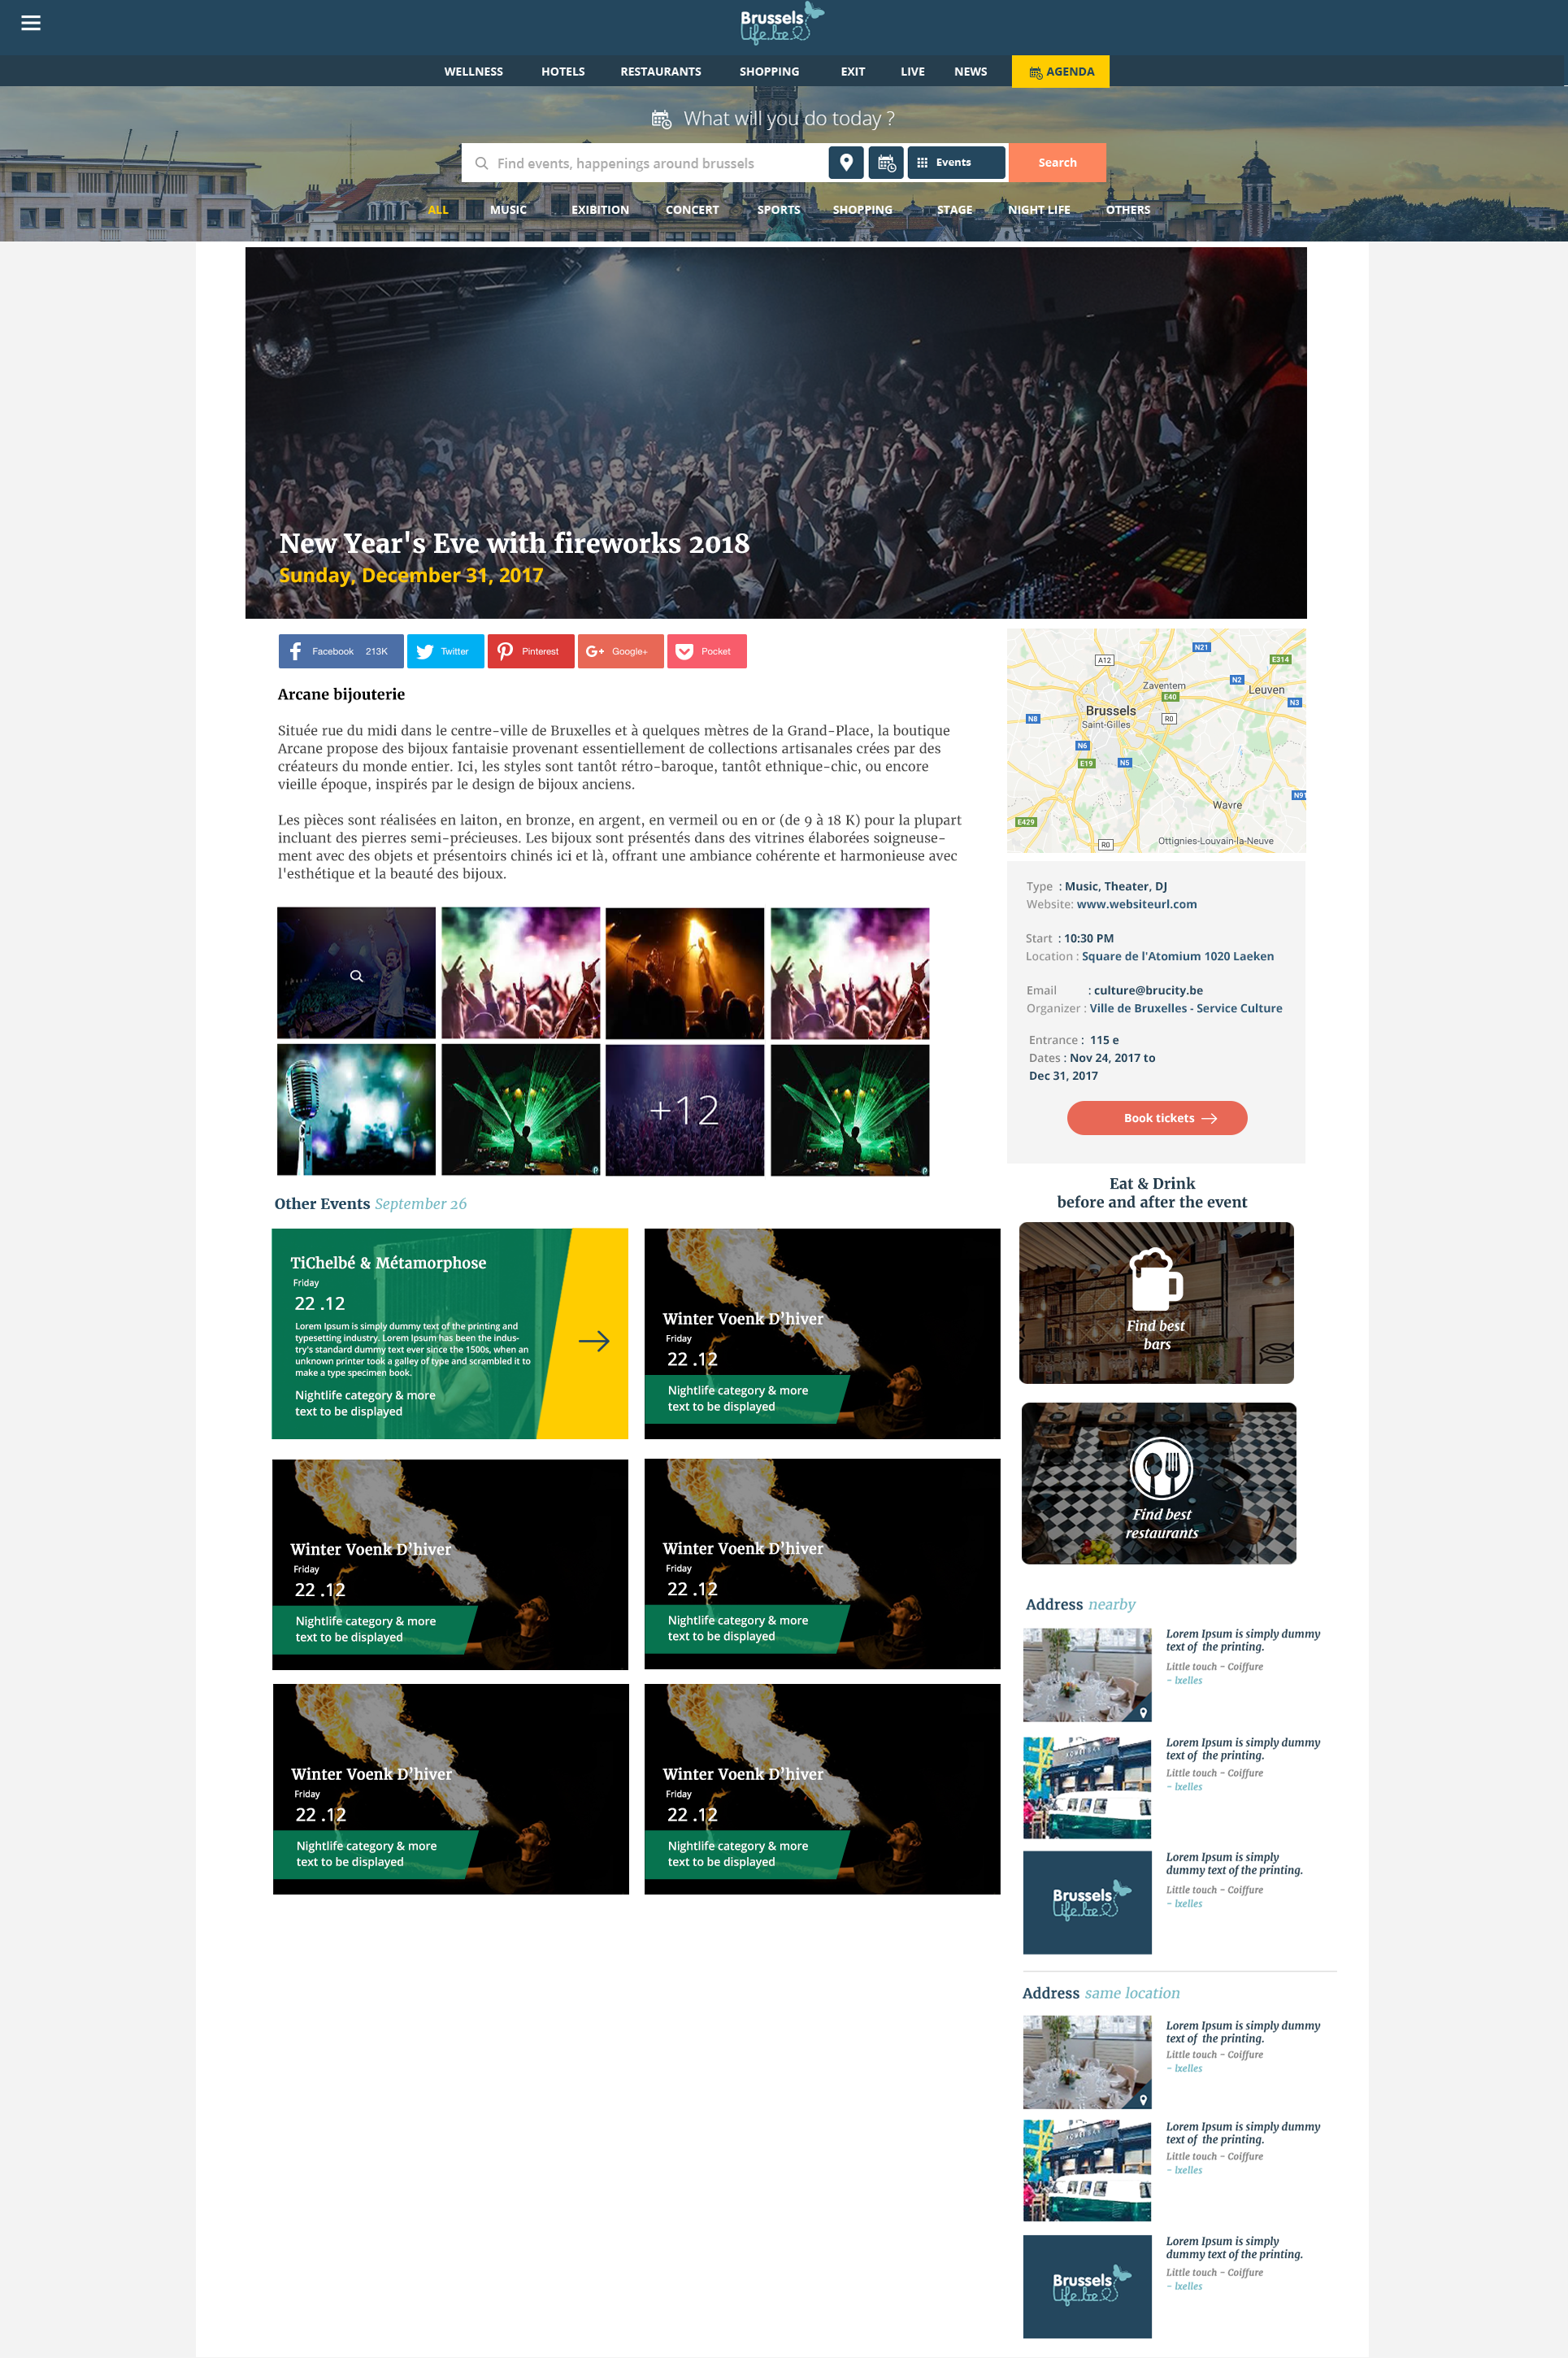 Brussels
Life.be
WELLNESS HOTELS RESTAURANTS SHOPPING EXIT LIVE NEWS AGENDA
What will you do today ?
Find events, happenings around brussels Events Search
ALL MUSIC EXIBITION CONCERT SPORTS SHOPPING STAGE NIGHT LIFE OTHERS
New Year's Eve with fireworks 2018
Sunday, December 31, 2017
Facebook 213K Twitter Pinterest Google+ Pocket
Arcane bijouterie
Située rue du midi dans le centre-ville de Bruxelles et à quelques mètres de la Grand-Place, la boutique
Arcane propose des bijoux fantaisie provenant essentiellement de collections artisanales crées par des
créateurs du monde entier. Ici, les styles sont tantôt rétro-baroque, tantôt ethnique-chic, ou encore
vieille époque, inspirés par le design de bijoux anciens.
Les pièces sont réalisées en laiton, en bronze, en argent, en vermeil ou en or (de 9 à 18 K) pour la plupart
incluant des pierres semi-précieuses. Les bijoux sont présentés dans des vitrines élaborées soigneuse-
ment avec des objets et présentoirs chinés ici et là, offrant une ambiance cohérente et harmonieuse avec
l'esthétique et la beauté des bijoux.
+12
N21
A12 E314
N2
Zaventem Leuven
E40 N3
Brussels
N8 Saint-Gilles R0
N6
E19 N5
N91
Wavre
E429
R0 Ottignies-Louvain-la-Neuve
Type : Music, Theater, DJ
Website: www.websiteurl.com
Start : 10:30 PM
Location : Square de l'Atomium 1020 Laeken
Email : culture@brucity.be
Organizer : Ville de Bruxelles - Service Culture
Entrance : 115 e
Dates : Nov 24, 2017 to
Dec 31, 2017
Book tickets
Other Events September 26
TiChelbé & Métamorphose
Friday
22 .12
Lorem Ipsum is simply dummy text of the printing and
typesetting industry. Lorem Ipsum has been the indus-
try's standard dummy text ever since the 1500s, when an
unknown printer took a galley of type and scrambled it to
make a type specimen book.
Nightlife category & more
text to be displayed
Winter Voenk D'hiver
Friday
22 .12
Nightlife category & more
text to be displayed
Winter Voenk D'hiver
Friday
22 .12
Nightlife category & more
text to be displayed
Winter Voenk D'hiver
Friday
22 .12
Nightlife category & more
text to be displayed
Winter Voenk D'hiver
Friday
22 .12
Nightlife category & more
text to be displayed
Winter Voenk D'hiver
Friday
22 .12
Nightlife category & more
text to be displayed
Eat & Drink
before and after the event
Find best
bars
Find best
restaurants
Address nearby
Lorem Ipsum is simply dummy
text of the printing.
Little touch - Coiffure
- Ixelles
Lorem Ipsum is simply dummy
text of the printing.
Little touch - Coiffure
- Ixelles
Brussels
Life.be
Lorem Ipsum is simply
dummy text of the printing.
Little touch - Coiffure
- Ixelles
Address same location
Lorem Ipsum is simply dummy
text of the printing.
Little touch - Coiffure
- Ixelles
Lorem Ipsum is simply dummy
text of the printing.
Little touch - Coiffure
- Ixelles
Brussels
Life.be
Lorem Ipsum is simply
dummy text of the printing.
Little touch - Coiffure
- Ixelles